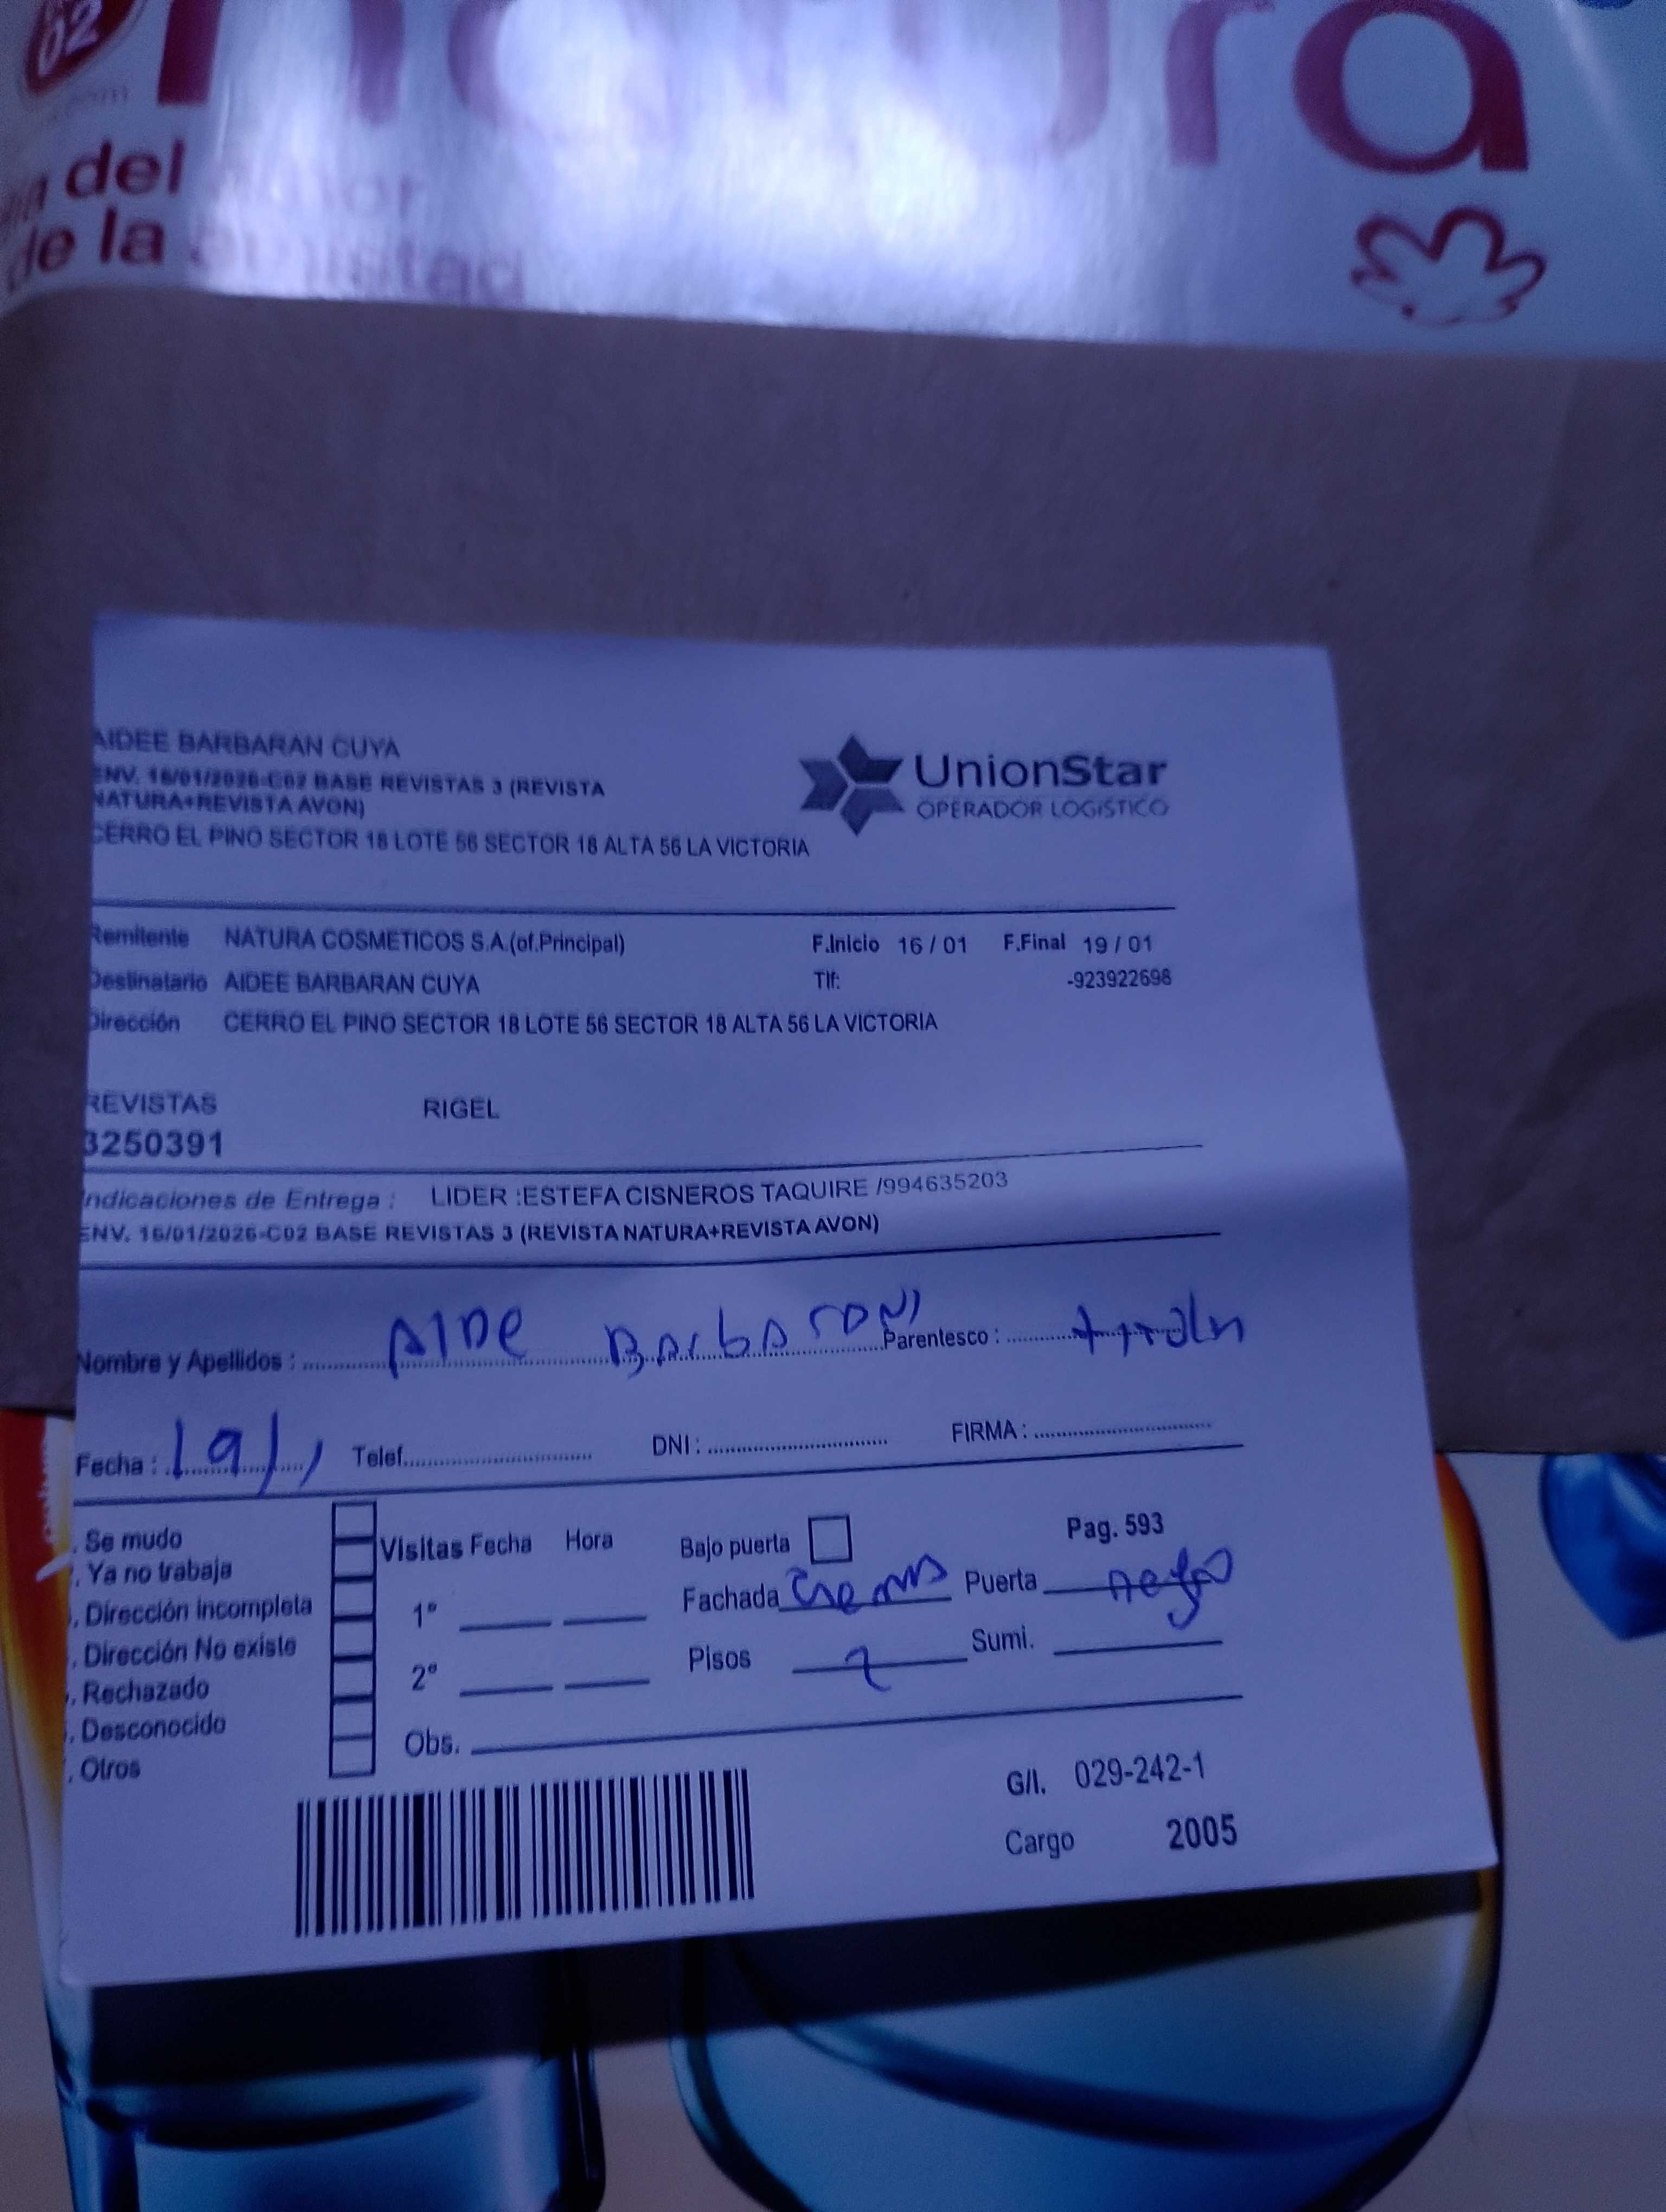 02
natura
del amor
de la amistad
AIDEE BARBARAN CUYA
ENV. 16/01/2026-C02 BASE REVISTAS 3 (REVISTA
NATURA+REVISTA AVON)
CERRO EL PINO SECTOR 18 LOTE 56 SECTOR 18 ALTA 56 LA VICTORIA
UnionStar
OPERADOR LOGíSTICO
Remitente NATURA COSMETICOS S.A.(of.Principal) F.Inicio 16 / 01 F.Final 19 / 01
Destinatario AIDEE BARBARAN CUYA Tlf: -923922698
Dirección CERRO EL PINO SECTOR 18 LOTE 56 SECTOR 18 ALTA 56 LA VICTORIA
REVISTAS RIGEL
3250391
Indicaciones de Entrega : LIDER :ESTEFA CISNEROS TAQUIRE /994635203
ENV. 16/01/2026-C02 BASE REVISTAS 3 (REVISTA NATURA+REVISTA AVON)
Nombre y Apellidos : AIDe Parentesco :
Fecha : 19/1 Telef. DNI : FIRMA :
. Se mudo
. Ya no trabaja
. Dirección incompleta
. Dirección No existe
. Rechazado
. Desconocido
. Otros
Visitas Fecha Hora
1º
2º
Obs.
Bajo puerta Pag. 593
Fachada Puerta negro
Pisos 2 Sumi.
G/I. 029-242-1
Cargo 2005